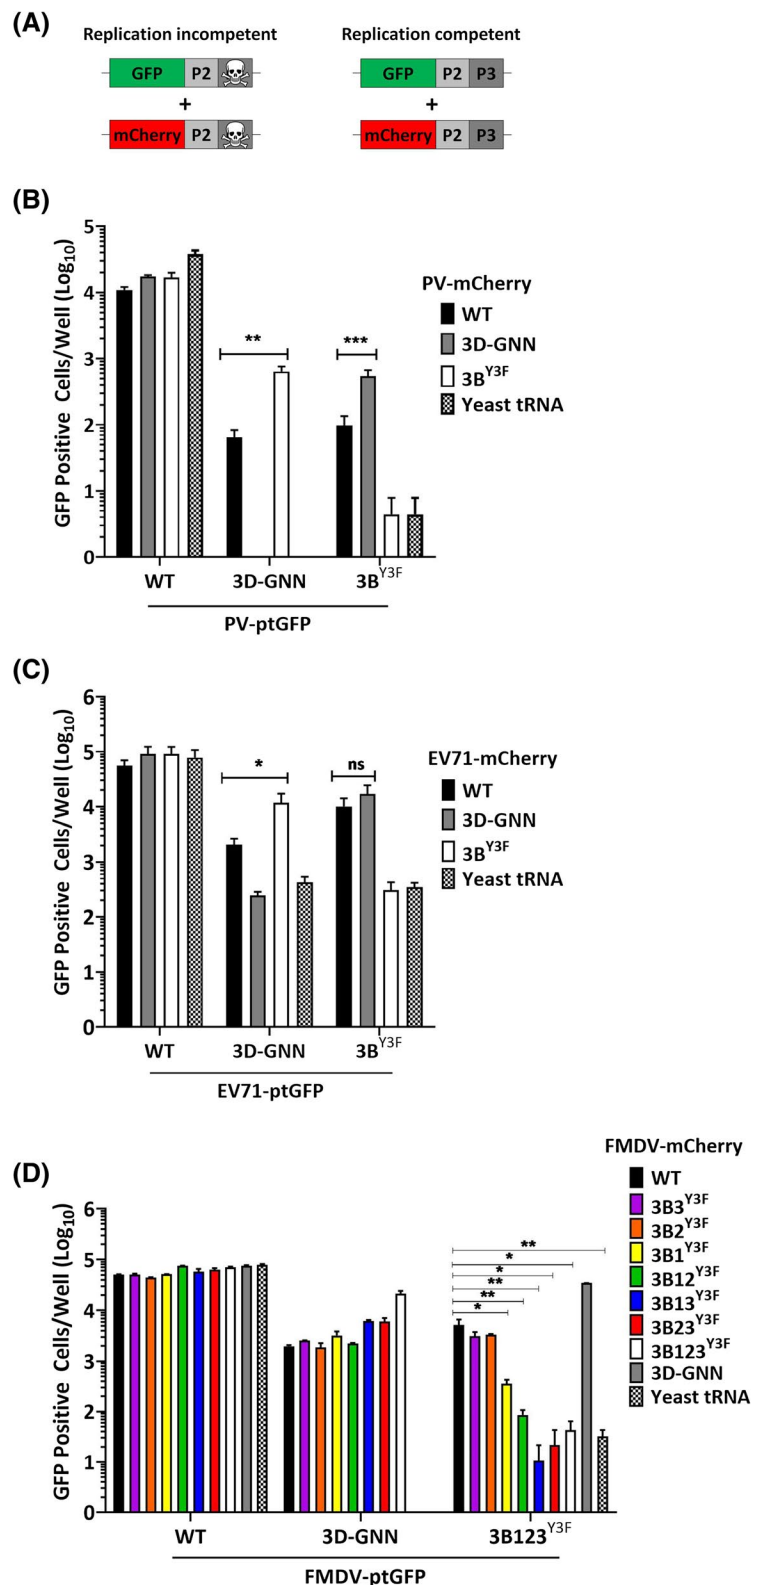 (A)
Replication incompetent
Replication competent
GFP P2
GFP P2 P3
+
+
mCherry P2
mCherry P2 P3
(B)
GFP Positive Cells/Well (Log10)
5
4
3
2
1
0
**
***
PV-mCherry
WT
3D-GNN
3BY3F
Yeast tRNA
WT
3D-GNN
3BY3F
PV-ptGFP
(C)
GFP Positive Cells/Well (Log10)
6
5
4
3
2
1
0
*
ns
EV71-mCherry
WT
3D-GNN
3BY3F
Yeast tRNA
WT
3D-GNN
3BY3F
EV71-ptGFP
(D)
GFP Positive Cells/Well (Log10)
6
5
4
3
2
1
0
**
*
*
**
**
*
FMDV-mCherry
WT
3B3Y3F
3B2Y3F
3B1Y3F
3B12Y3F
3B13Y3F
3B23Y3F
3B123Y3F
3D-GNN
Yeast tRNA
WT
3D-GNN
3B123Y3F
FMDV-ptGFP